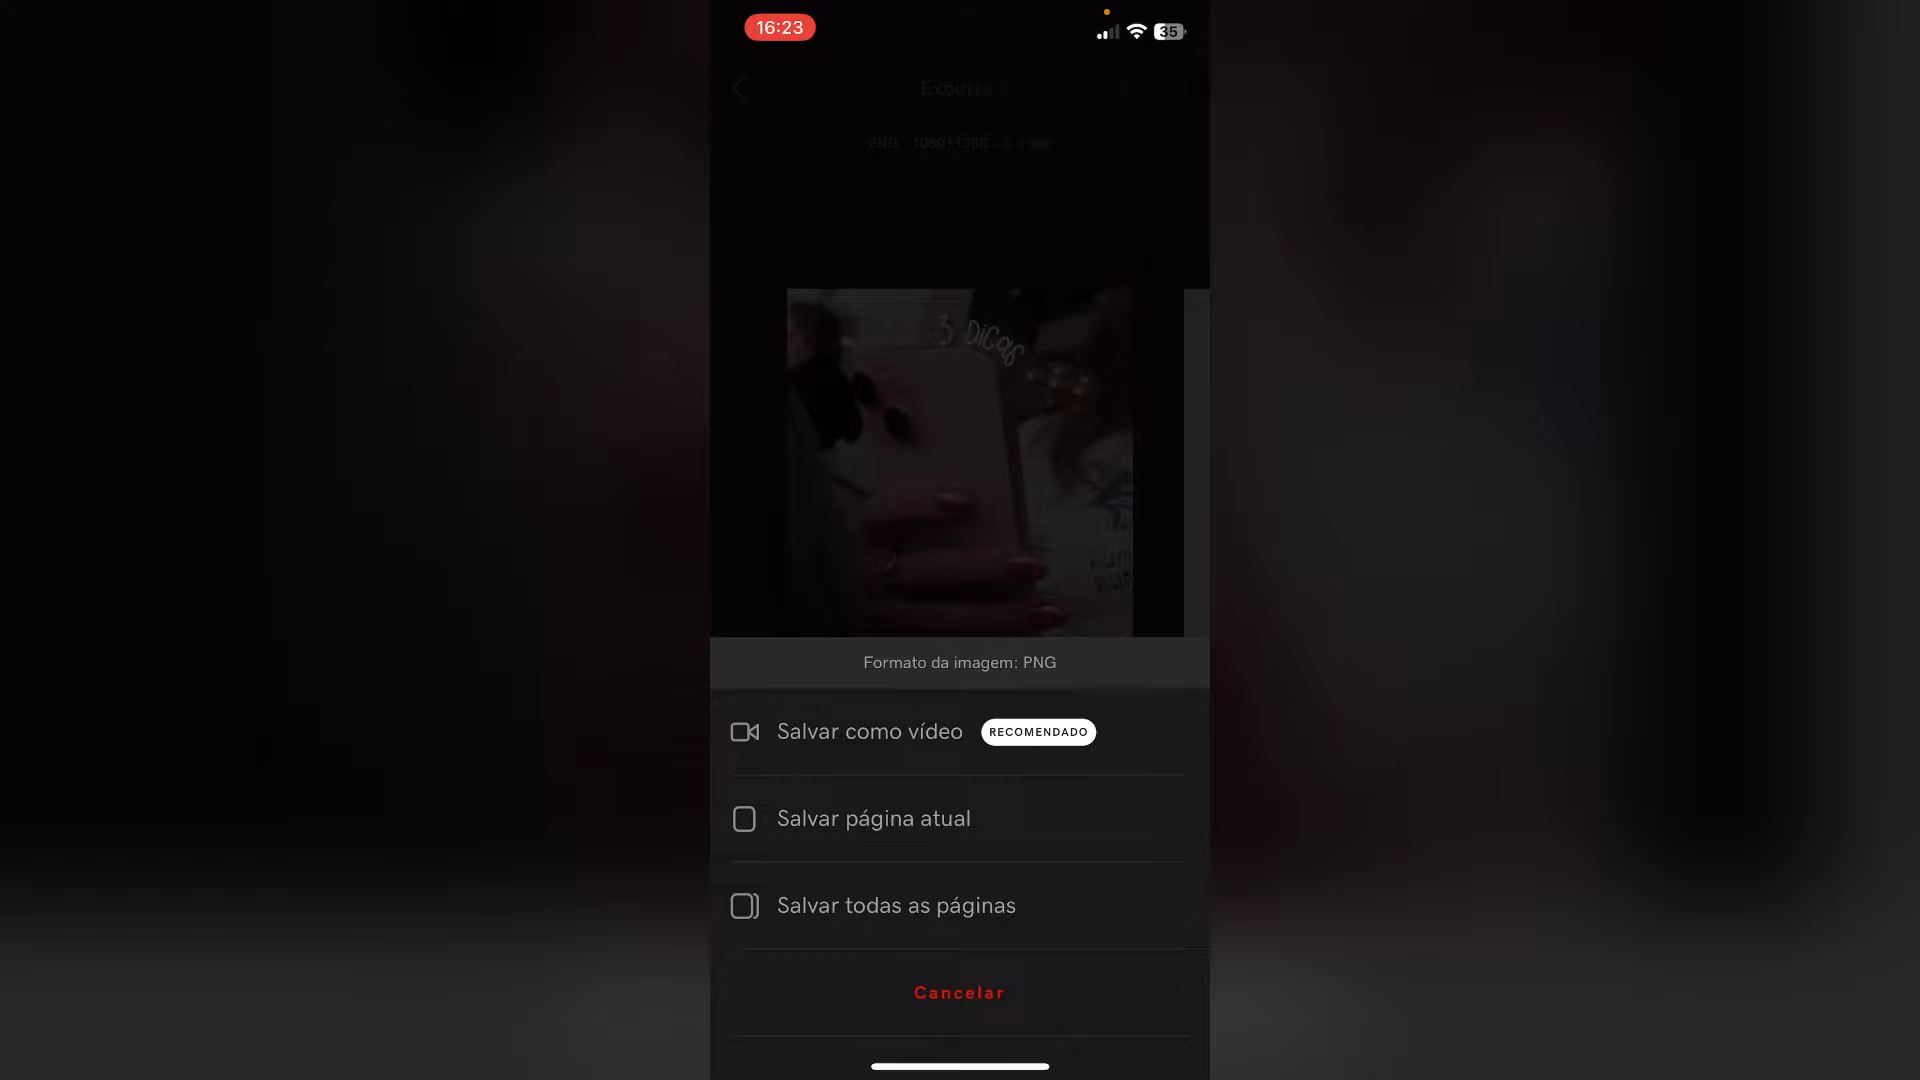 16:23
35
3 Dicas
Formato da imagem: PNG
Salvar como vídeo RECOMENDADO
Salvar página atual
Salvar todas as páginas
Cancelar